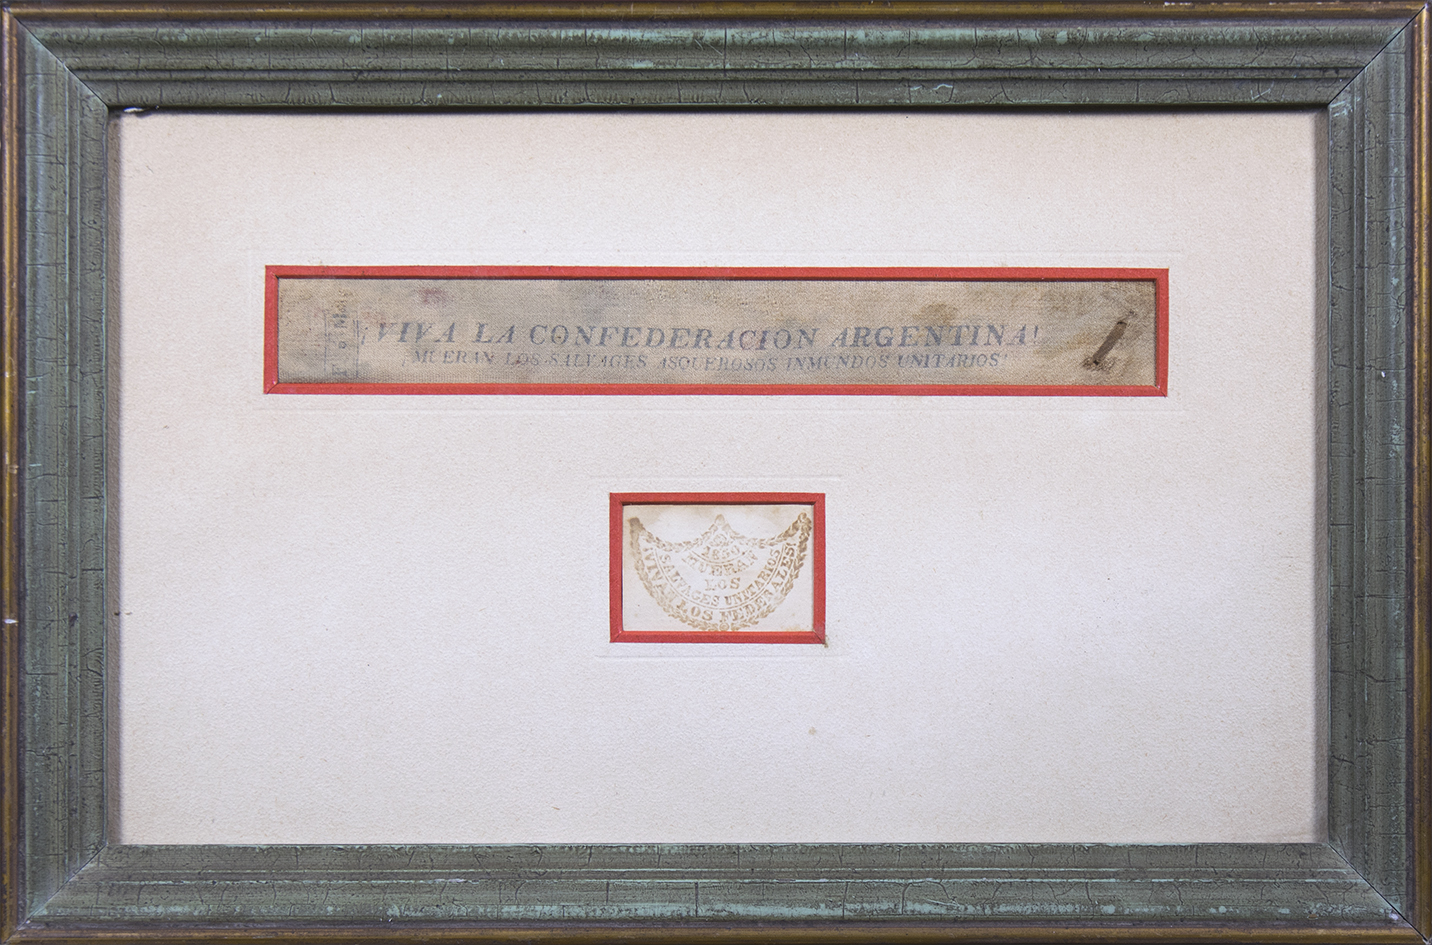 ¡VIVA LA CONFEDERACION ARGENTINA!
¡MUERAN LOS SALVAGES ASQUEROSOS INMUNDOS UNITARIOS!
MUERAN
LOS
SALVAGES UNITARIOS
VIVAN LOS FEDERALES